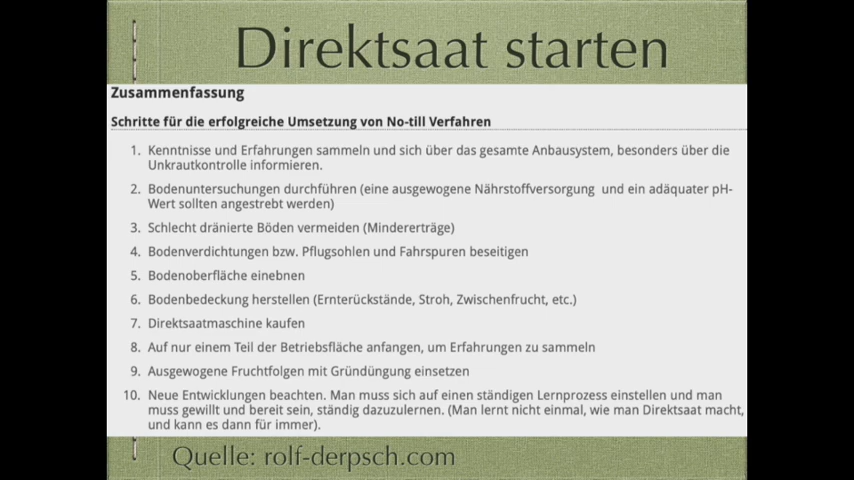 Direktsaat starten
Zusammenfassung
Schritte für die erfolgreiche Umsetzung von No-till Verfahren
1. Kenntnisse und Erfahrungen sammeln und sich über das gesamte Anbausystem, besonders über die
Unkrautkontrolle informieren.
2. Bodenuntersuchungen durchführen (eine ausgewogene Nährstoffversorgung und ein adäquater pH-
Wert sollten angestrebt werden)
3. Schlecht dränierte Böden vermeiden (Mindererträge)
4. Bodenverdichtungen bzw. Pflugsohlen und Fahrspuren beseitigen
5. Bodenoberfläche einebnen
6. Bodenbedeckung herstellen (Ernterückstände, Stroh, Zwischenfrucht, etc.)
7. Direktsaatmaschine kaufen
8. Auf nur einem Teil der Betriebsfläche anfangen, um Erfahrungen zu sammeln
9. Ausgewogene Fruchtfolgen mit Gründüngung einsetzen
10. Neue Entwicklungen beachten. Man muss sich auf einen ständigen Lernprozess einstellen und man
muss gewillt und bereit sein, ständig dazuzulernen. (Man lernt nicht einmal, wie man Direktsaat macht,
und kann es dann für immer).
Quelle: rolf-derpsch.com